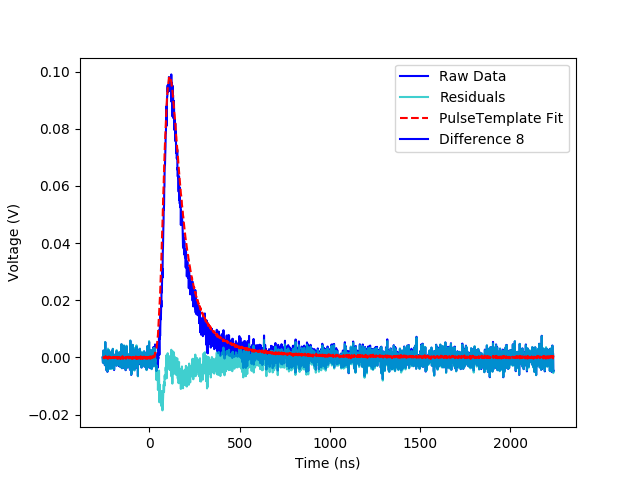 Raw Data
Residuals
PulseTemplate Fit
Difference 8
0.10
0.08
0.06
0.04
0.02
0.00
−0.02
Voltage (V)
0 500 1000 1500 2000
Time (ns)